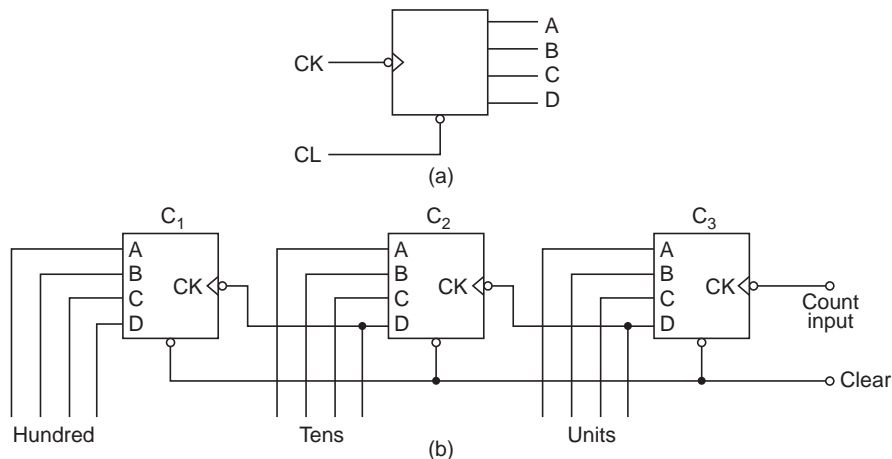 A
CK
B
C
D
CL
(a)
C₁
C₂
C₃
A
B
CK
C
D
A
B
CK
C
D
A
B
CK
C
D
Count
input
Clear
Hundred
Tens
Units
(b)